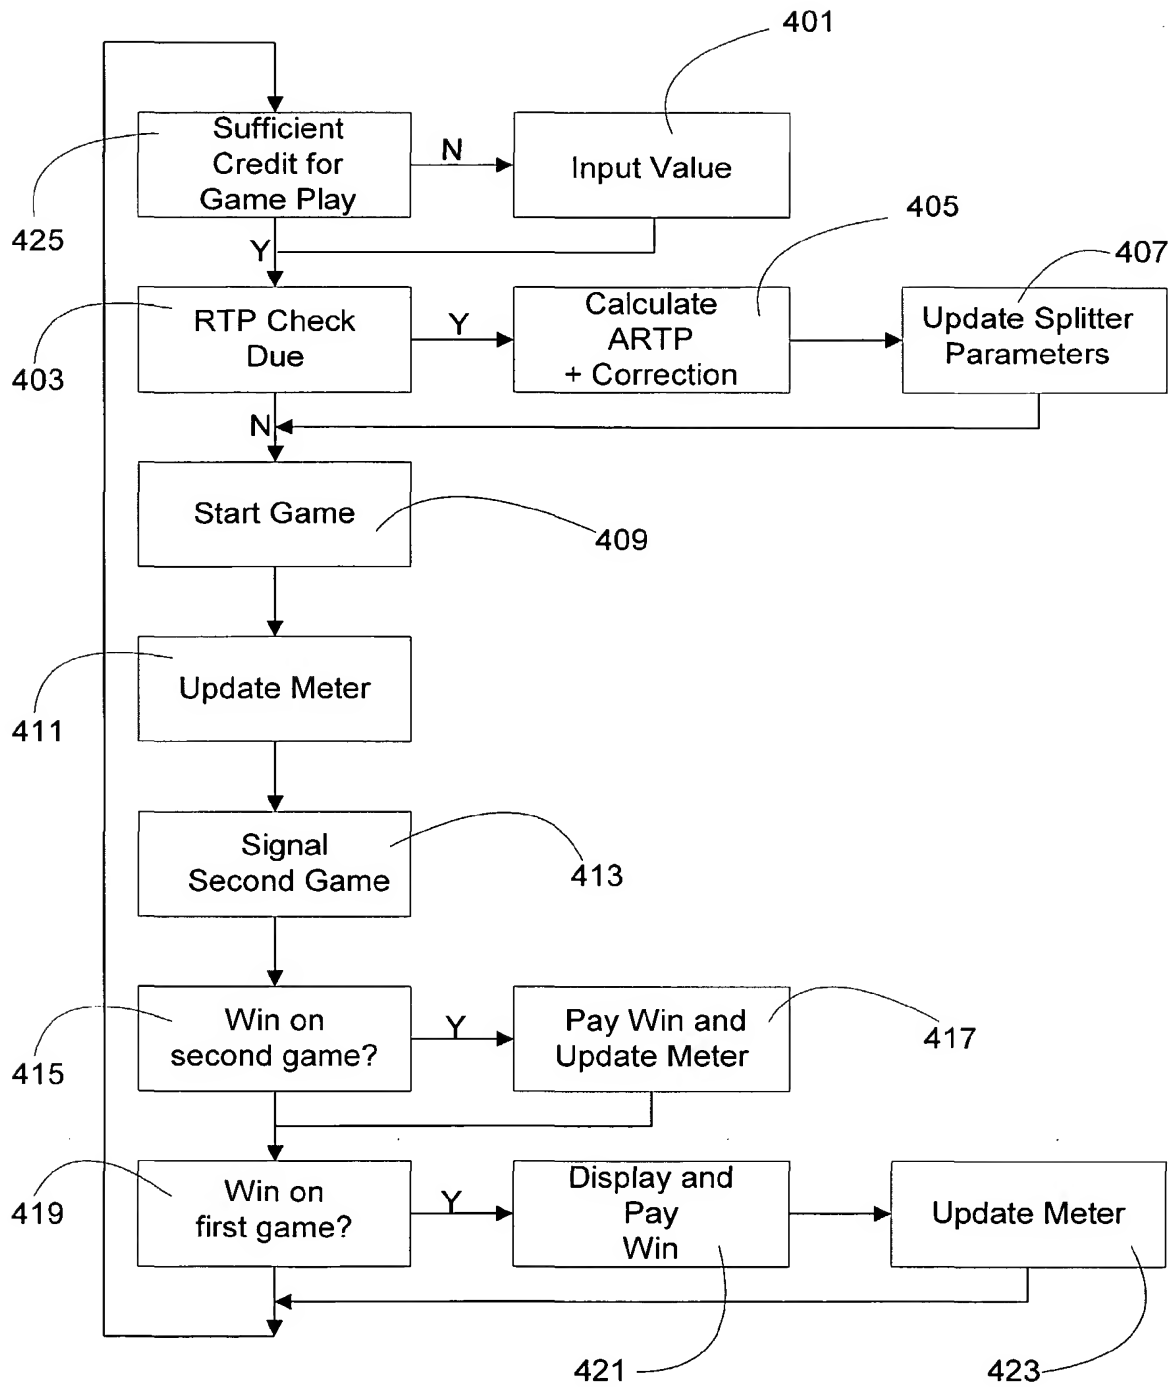 401
Sufficient
Credit for
Game Play
N
Input Value
425
Y
405
407
RTP Check
Due
Y
Calculate
ARTP
+ Correction
Update Splitter
Parameters
403
N
Start Game
409
Update Meter
411
Signal
Second Game
413
Win on
second game?
Y
Pay Win and
Update Meter
417
415
Win on
first game?
Y
Display and
Pay
Win
Update Meter
419
421
423